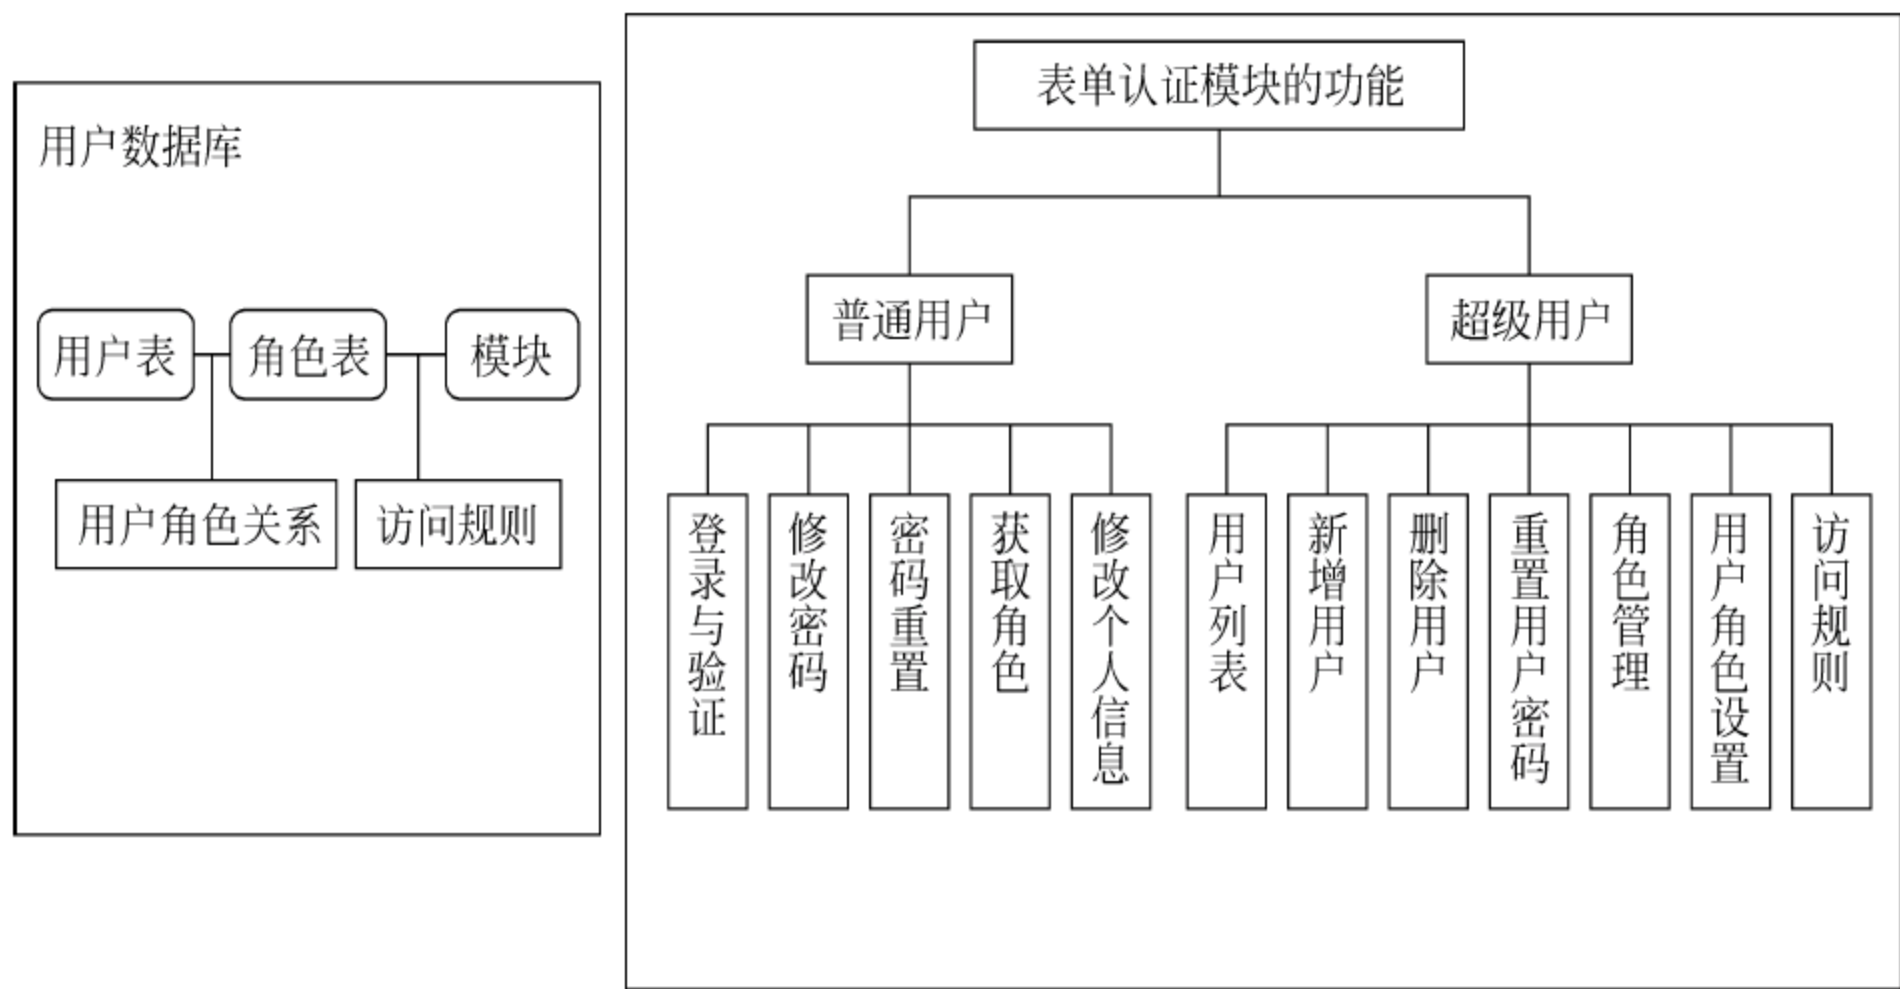 用户数据库
用户表
角色表
模块
用户角色关系
访问规则
表单认证模块的功能
普通用户
超级用户
登录与验证
修改密码
密码重置
获取角色
修改个人信息
用户列表
新增用户
删除用户
重置用户密码
角色管理
用户角色设置
访问规则